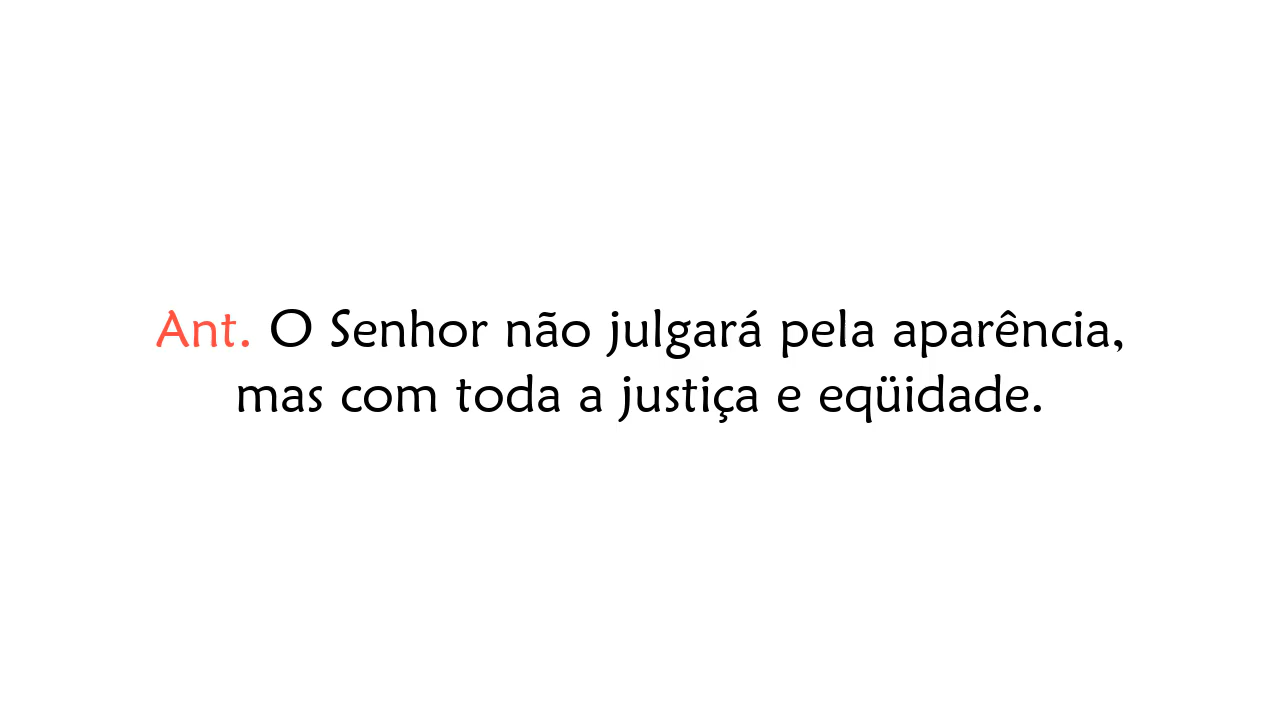 Ant. O Senhor não julgará pela aparência,
mas com toda a justiça e eqüidade.